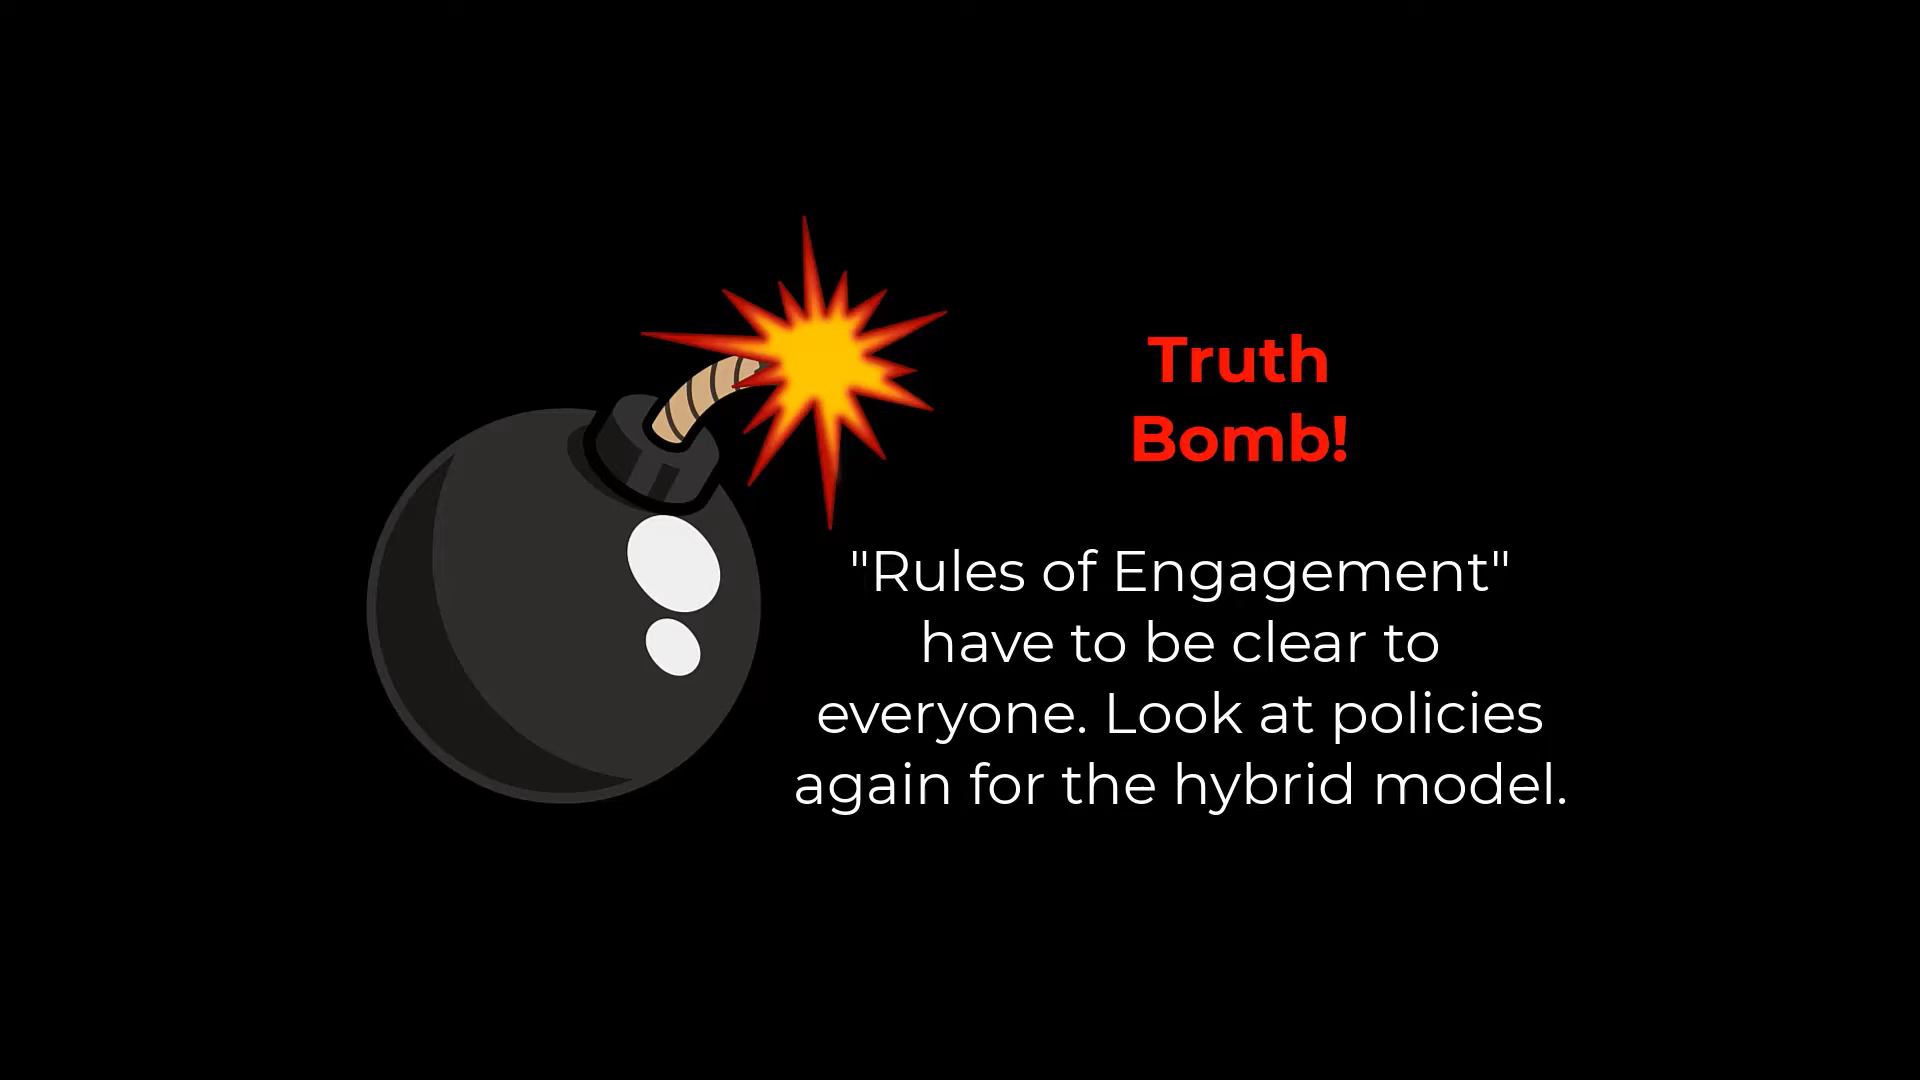 Truth
Bomb!
"Rules of Engagement"
have to be clear to
everyone. Look at policies
again for the hybrid model.